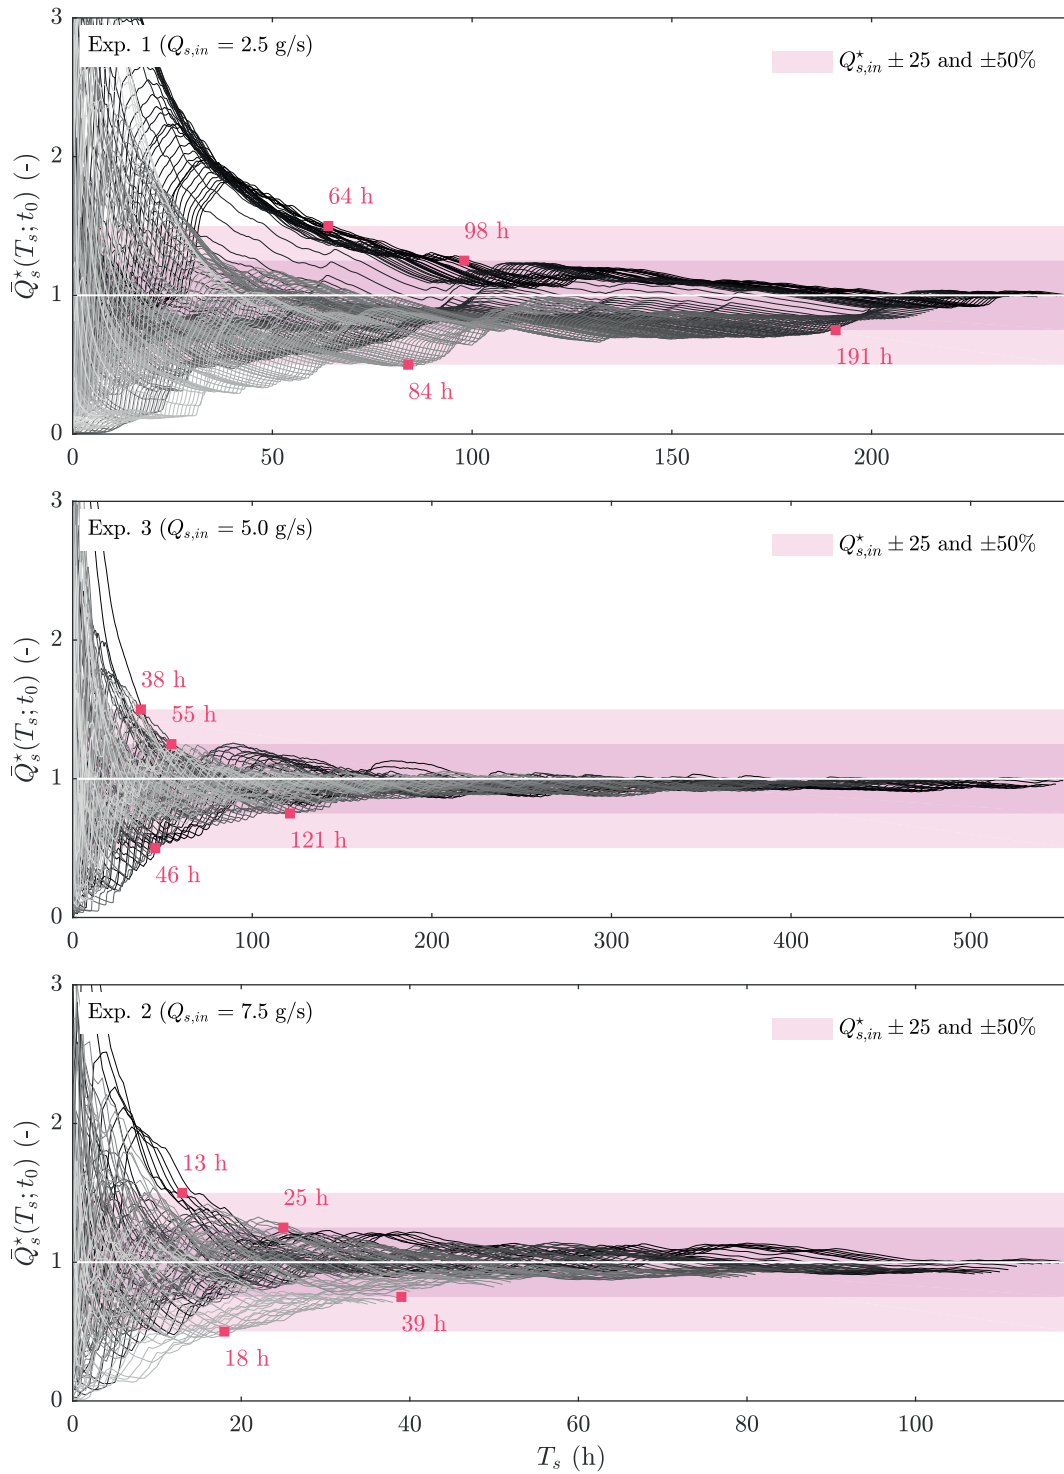 3
Exp. 1 (Q_{s,in} = 2.5 g/s)
Q^⋆_{s,in} ± 25 and ±50%
2
64 h
98 h
Q̄^⋆_s(T_s; t_0) (-)
1
191 h
84 h
0
0 50 100 150 200
3
Exp. 3 (Q_{s,in} = 5.0 g/s)
Q^⋆_{s,in} ± 25 and ±50%
2
38 h
55 h
Q̄^⋆_s(T_s; t_0) (-)
1
121 h
46 h
0
0 100 200 300 400 500
3
Exp. 2 (Q_{s,in} = 7.5 g/s)
Q^⋆_{s,in} ± 25 and ±50%
2
13 h
25 h
Q̄^⋆_s(T_s; t_0) (-)
1
39 h
18 h
0
0 20 40 60 80 100
T_s (h)